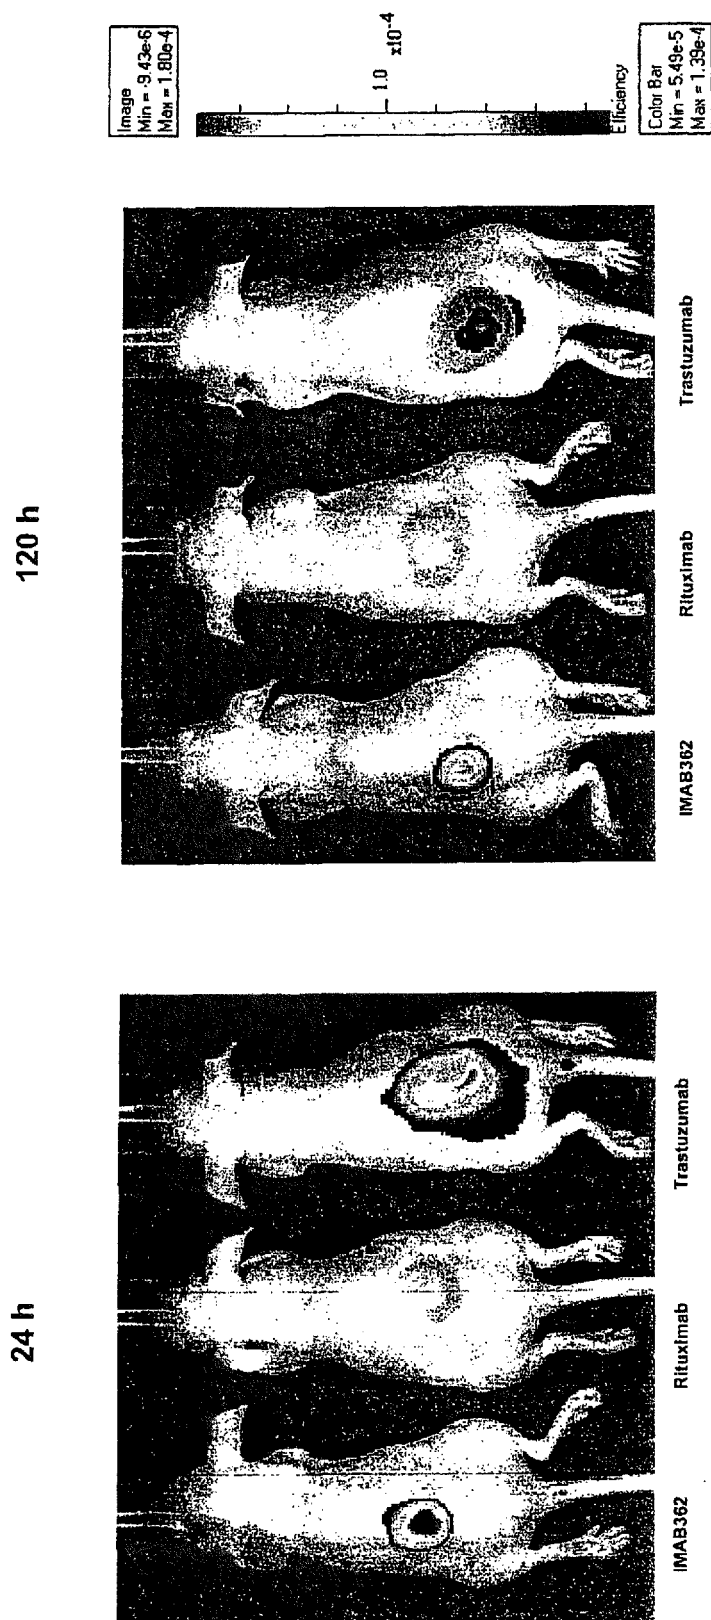 24 h
IMAB362
Rituximab
Trastuzumab
120 h
IMAB362
Rituximab
Trastuzumab
Image
Min = -9.43e-6
Max = 1.80e-4
1.0
x10-4
Efficiency
Color Bar
Min = 5.49e-5
Max = 1.39e-4